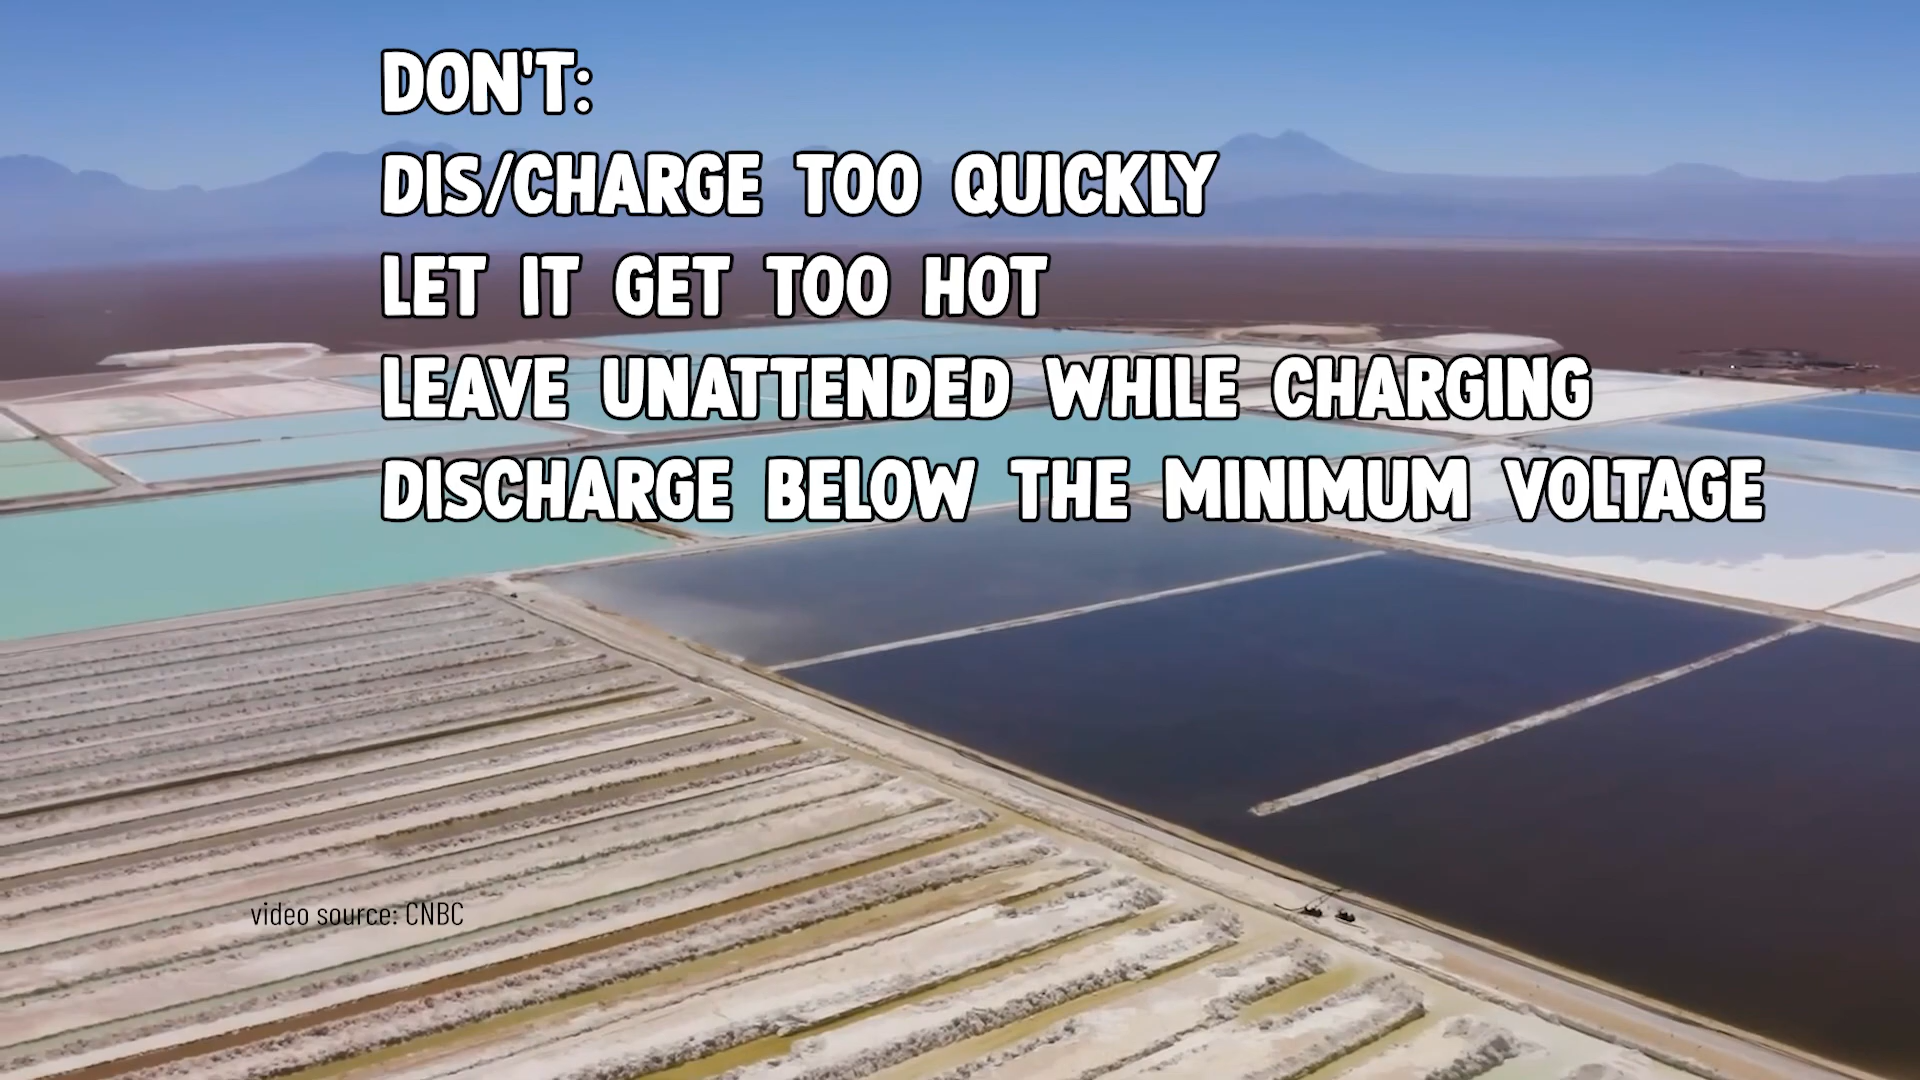 DON'T:
DIS/CHARGE TOO QUICKLY
LET IT GET TOO HOT
LEAVE UNATTENDED WHILE CHARGING
DISCHARGE BELOW THE MINIMUM VOLTAGE
video source: CNBC